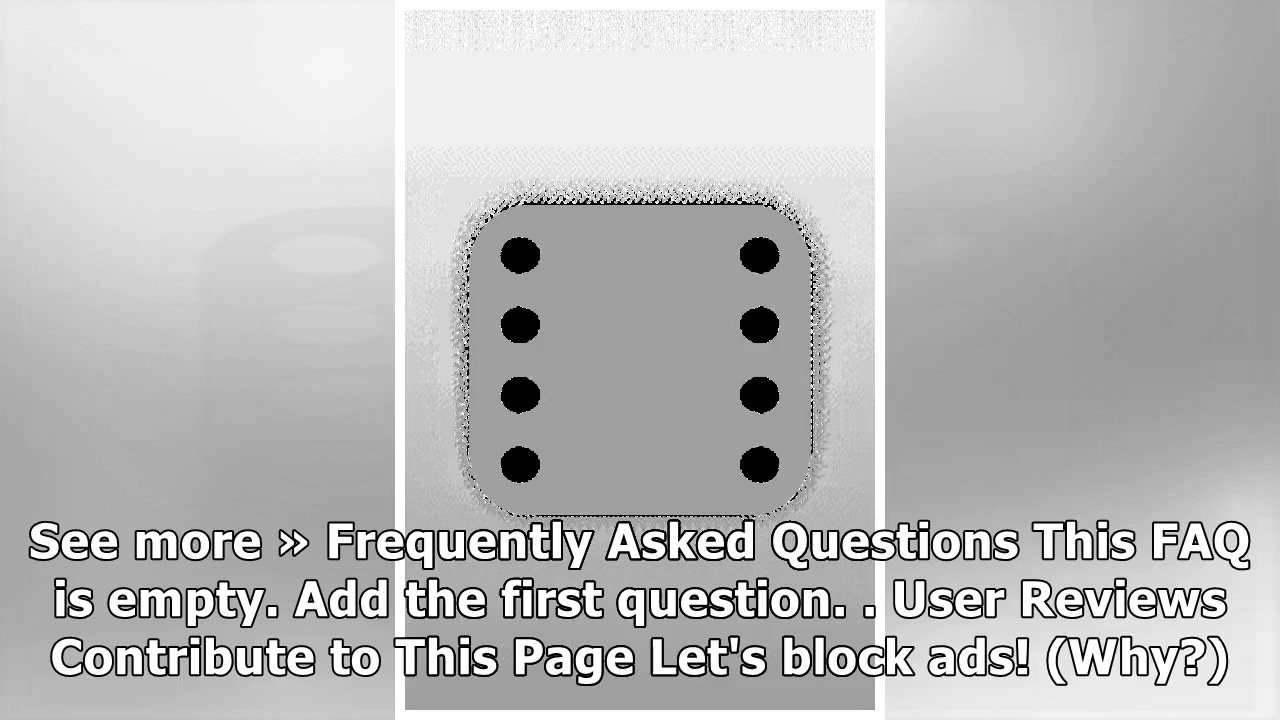 See more » Frequently Asked Questions This FAQ
is empty. Add the first question. . User Reviews
Contribute to This Page Let's block ads! (Why?)